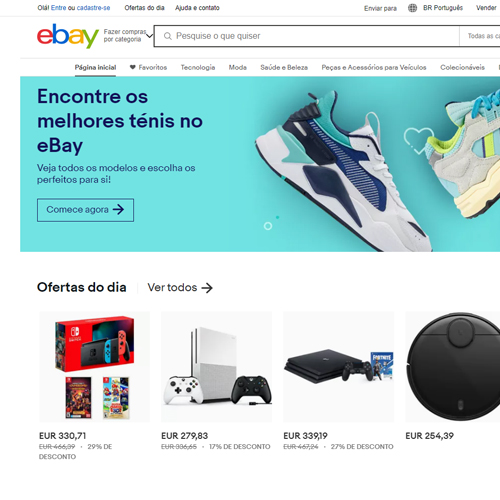 Olá! Entre ou cadastre-se   Ofertas do dia   Ajuda e contato   Enviar para   BR Português   Vender
ebay   Fazer compras por categoria   Pesquise o que quiser   Todas as ca
Página inicial   Favoritos   Tecnologia   Moda   Saúde e Beleza   Peças e Acessórios para Veículos   Colecionáveis
Encontre os
melhores ténis no
eBay
Veja todos os modelos e escolha os
perfeitos para si!
Comece agora
Ofertas do dia   Ver todos
EUR 330,71   EUR 279,83   EUR 339,19   EUR 254,39
EUR 466,39 · 29% DE   EUR 336,65 · 17% DE DESCONTO   EUR 467,24 · 27% DE DESCONTO
DESCONTO